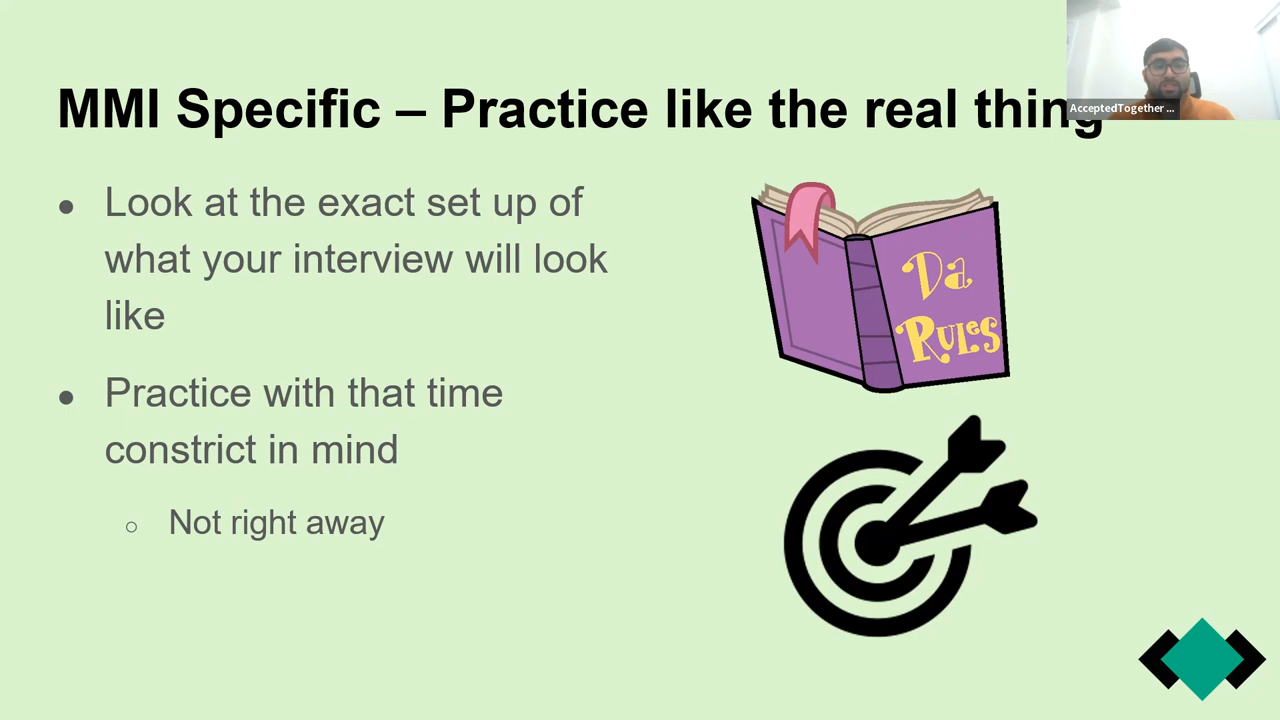 MMI Specific – Practice like the real thing
AcceptedTogether ...
● Look at the exact set up of
what your interview will look
like
● Practice with that time
constrict in mind
○ Not right away
Da
Rules